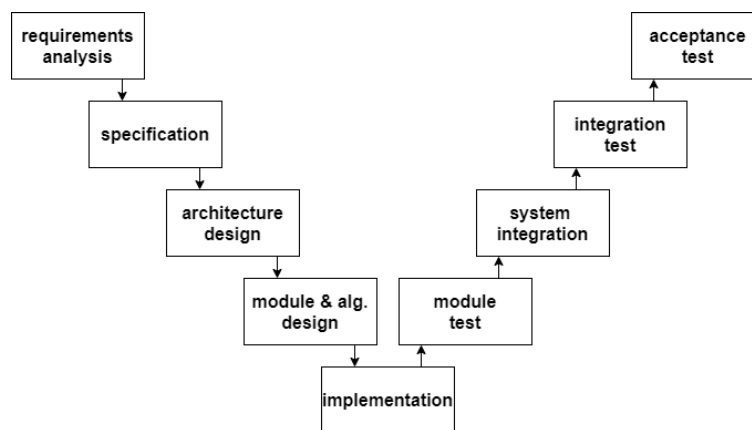 requirements
analysis
acceptance
test
specification
integration
test
architecture
design
system
integration
module & alg.
design
module
test
implementation